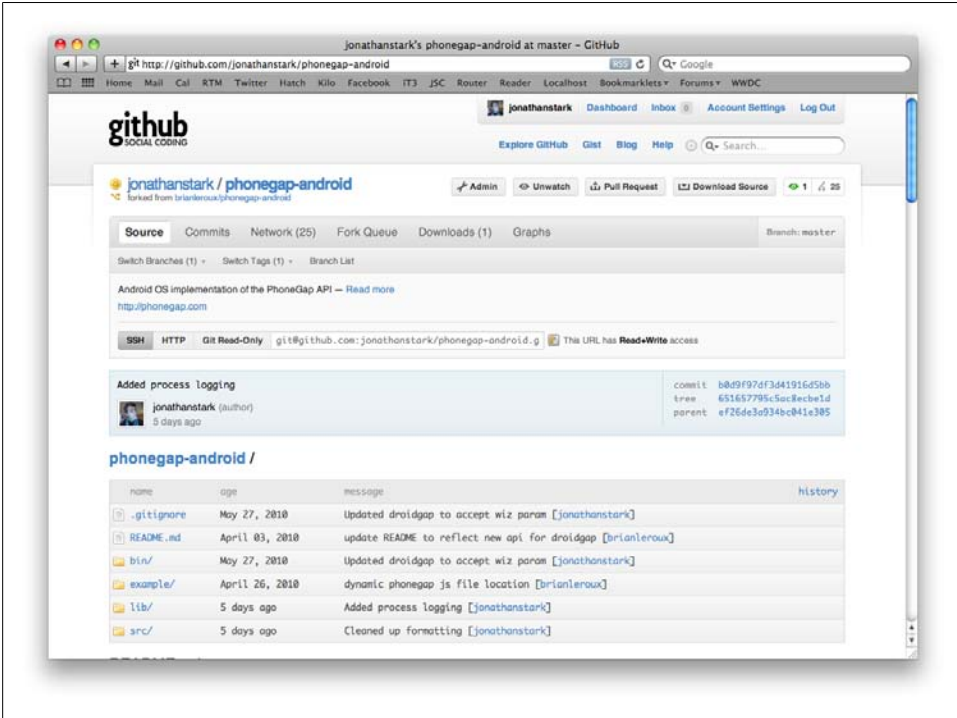 jonathanstark's phonegap-android at master – GitHub
git http://github.com/jonathanstark/phonegap-android RSS Google
Home Mail Cal RTM Twitter Hatch Kilo Facebook iT3 JSC Router Reader Localhost Bookmarklets Forums WWDC
jonathanstark Dashboard Inbox 0 Account Settings Log Out
github
SOCIAL CODING
Explore GitHub Gist Blog Help Search...
jonathanstark / phonegap-android Admin Unwatch Pull Request Download Source 1 25
forked from brianleroux/phonegap-android
Source Commits Network (25) Fork Queue Downloads (1) Graphs Branch: master
Switch Branches (1) Switch Tags (1) Branch List
Android OS implementation of the PhoneGap API — Read more
http://phonegap.com
SSH HTTP Git Read-Only git@github.com:jonathanstark/phonegap-android.g This URL has Read+Write access
Added process logging
commit b0d9f97df3d41916d5bb
jonathanstark (author)
tree 651657795c5ac8ecbe1d
5 days ago
parent ef26de3a934bc041e305
phonegap-android /
name age message history
.gitignore May 27, 2010 Updated droidgap to accept wiz param [jonathanstark]
README.md April 03, 2010 update README to reflect new api for droidgap [brianleroux]
bin/ May 27, 2010 Updated droidgap to accept wiz param [jonathanstark]
example/ April 26, 2010 dynamic phonegap js file location [brianleroux]
lib/ 5 days ago Added process logging [jonathanstark]
src/ 5 days ago Cleaned up formatting [jonathanstark]